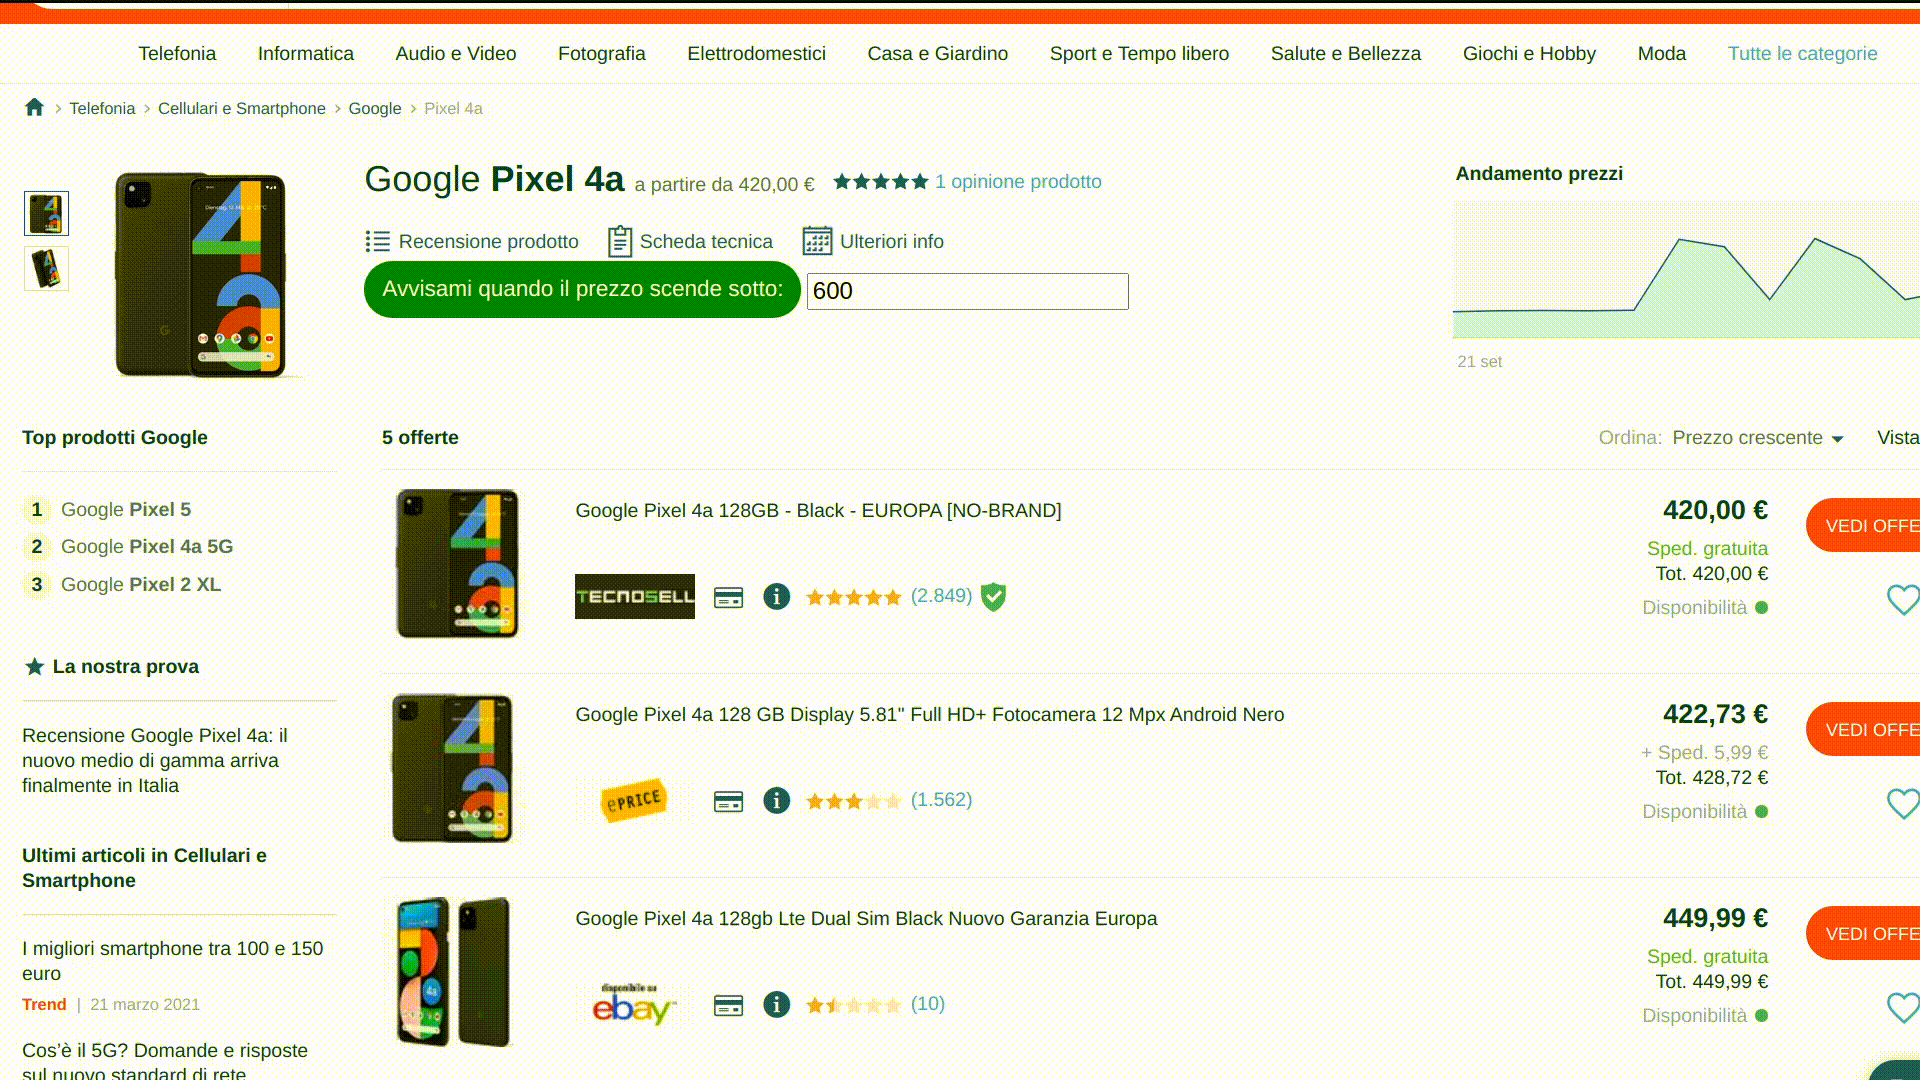 Telefonia Informatica Audio e Video Fotografia Elettrodomestici Casa e Giardino Sport e Tempo libero Salute e Bellezza Giochi e Hobby Moda Tutte le categorie
Telefonia Cellulari e Smartphone Google Pixel 4a
Google Pixel 4a a partire da 420,00 € 1 opinione prodotto
Recensione prodotto Scheda tecnica Ulteriori info
Avvisami quando il prezzo scende sotto: 600
Andamento prezzi
21 set
Top prodotti Google
1 Google Pixel 5
2 Google Pixel 4a 5G
3 Google Pixel 2 XL
La nostra prova
Recensione Google Pixel 4a: il
nuovo medio di gamma arriva
finalmente in Italia
Ultimi articoli in Cellulari e
Smartphone
I migliori smartphone tra 100 e 150
euro
Trend | 21 marzo 2021
Cos'è il 5G? Domande e risposte
sul nuovo standard di rete
5 offerte
Ordina: Prezzo crescente Vista
Google Pixel 4a 128GB - Black - EUROPA [NO-BRAND]
TECNOSELL (2.849)
420,00 €
Sped. gratuita
Tot. 420,00 €
Disponibilità
VEDI OFFE
Google Pixel 4a 128 GB Display 5.81" Full HD+ Fotocamera 12 Mpx Android Nero
ePRICE (1.562)
422,73 €
+ Sped. 5,99 €
Tot. 428,72 €
Disponibilità
VEDI OFFE
Google Pixel 4a 128gb Lte Dual Sim Black Nuovo Garanzia Europa
disponibile su
ebay (10)
449,99 €
Sped. gratuita
Tot. 449,99 €
Disponibilità
VEDI OFFE